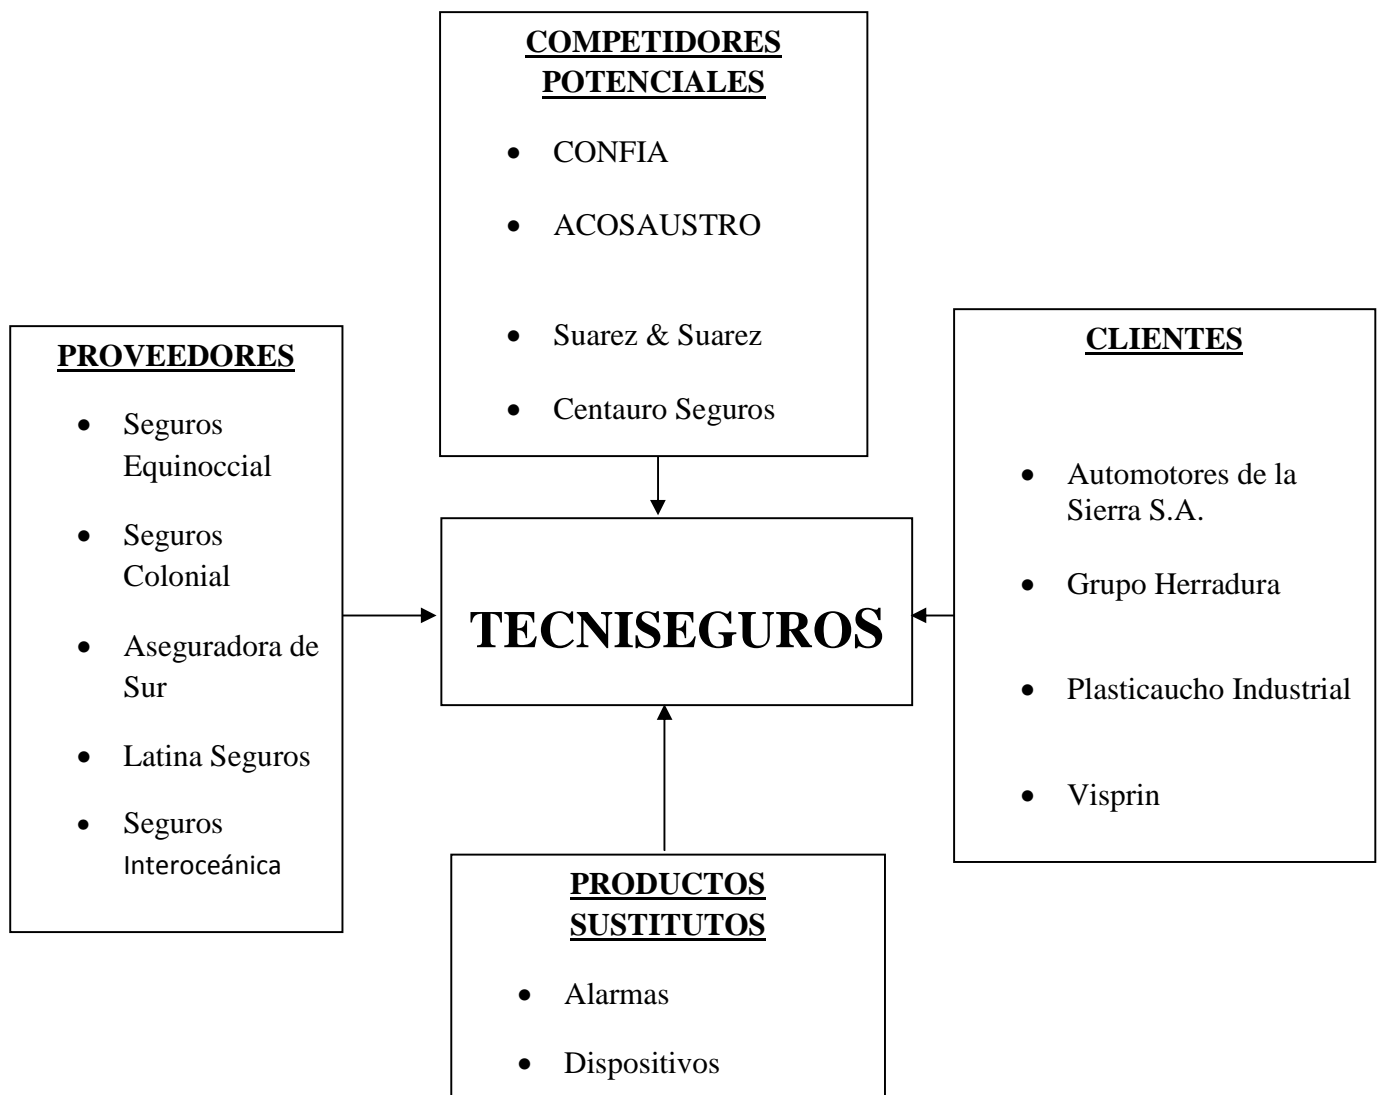 COMPETIDORES
POTENCIALES
• CONFIA
• ACOSAUSTRO
• Suarez & Suarez
• Centauro Seguros
PROVEEDORES
• Seguros
Equinoccial
• Seguros
Colonial
• Aseguradora de
Sur
• Latina Seguros
• Seguros
Interoceánica
TECNISEGUROS
CLIENTES
• Automotores de la
Sierra S.A.
• Grupo Herradura
• Plasticaucho Industrial
• Visprin
PRODUCTOS
SUSTITUTOS
• Alarmas
• Dispositivos